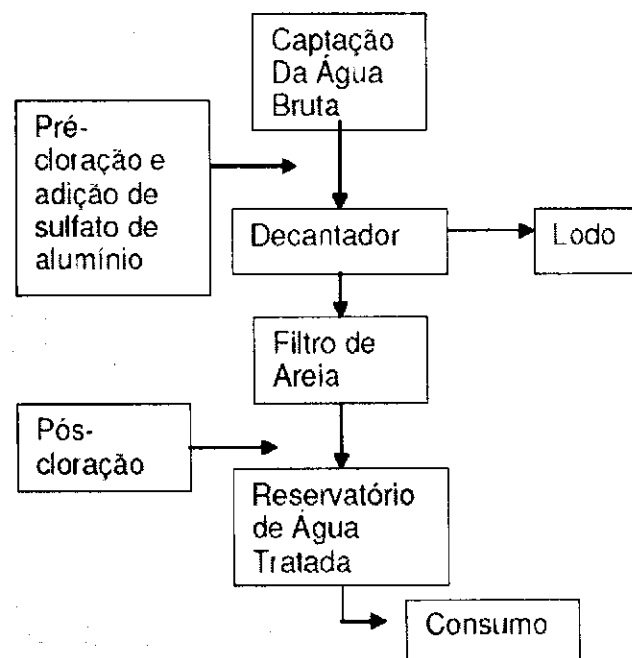 Captação
Da Água
Bruta
Pré-
cloração e
adição de
sulfato de
alumínio
Decantador
Lodo
Filtro de
Areia
Pós-
cloração
Reservatório
de Água
Tratada
Consumo